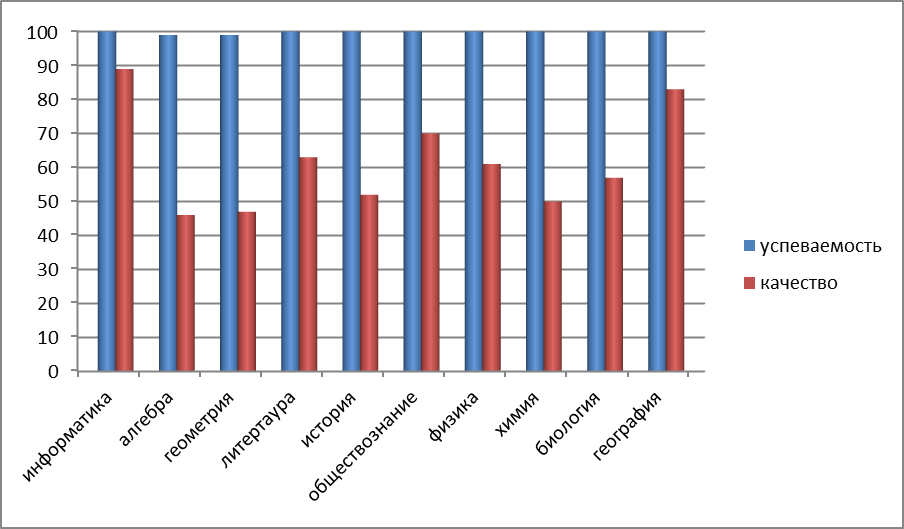 100
90
80
70
60
50
40
30
20
10
0
информатика
алгебра
геометрия
литертаура
история
обществознание
физика
химия
биология
география
успеваемость
качество